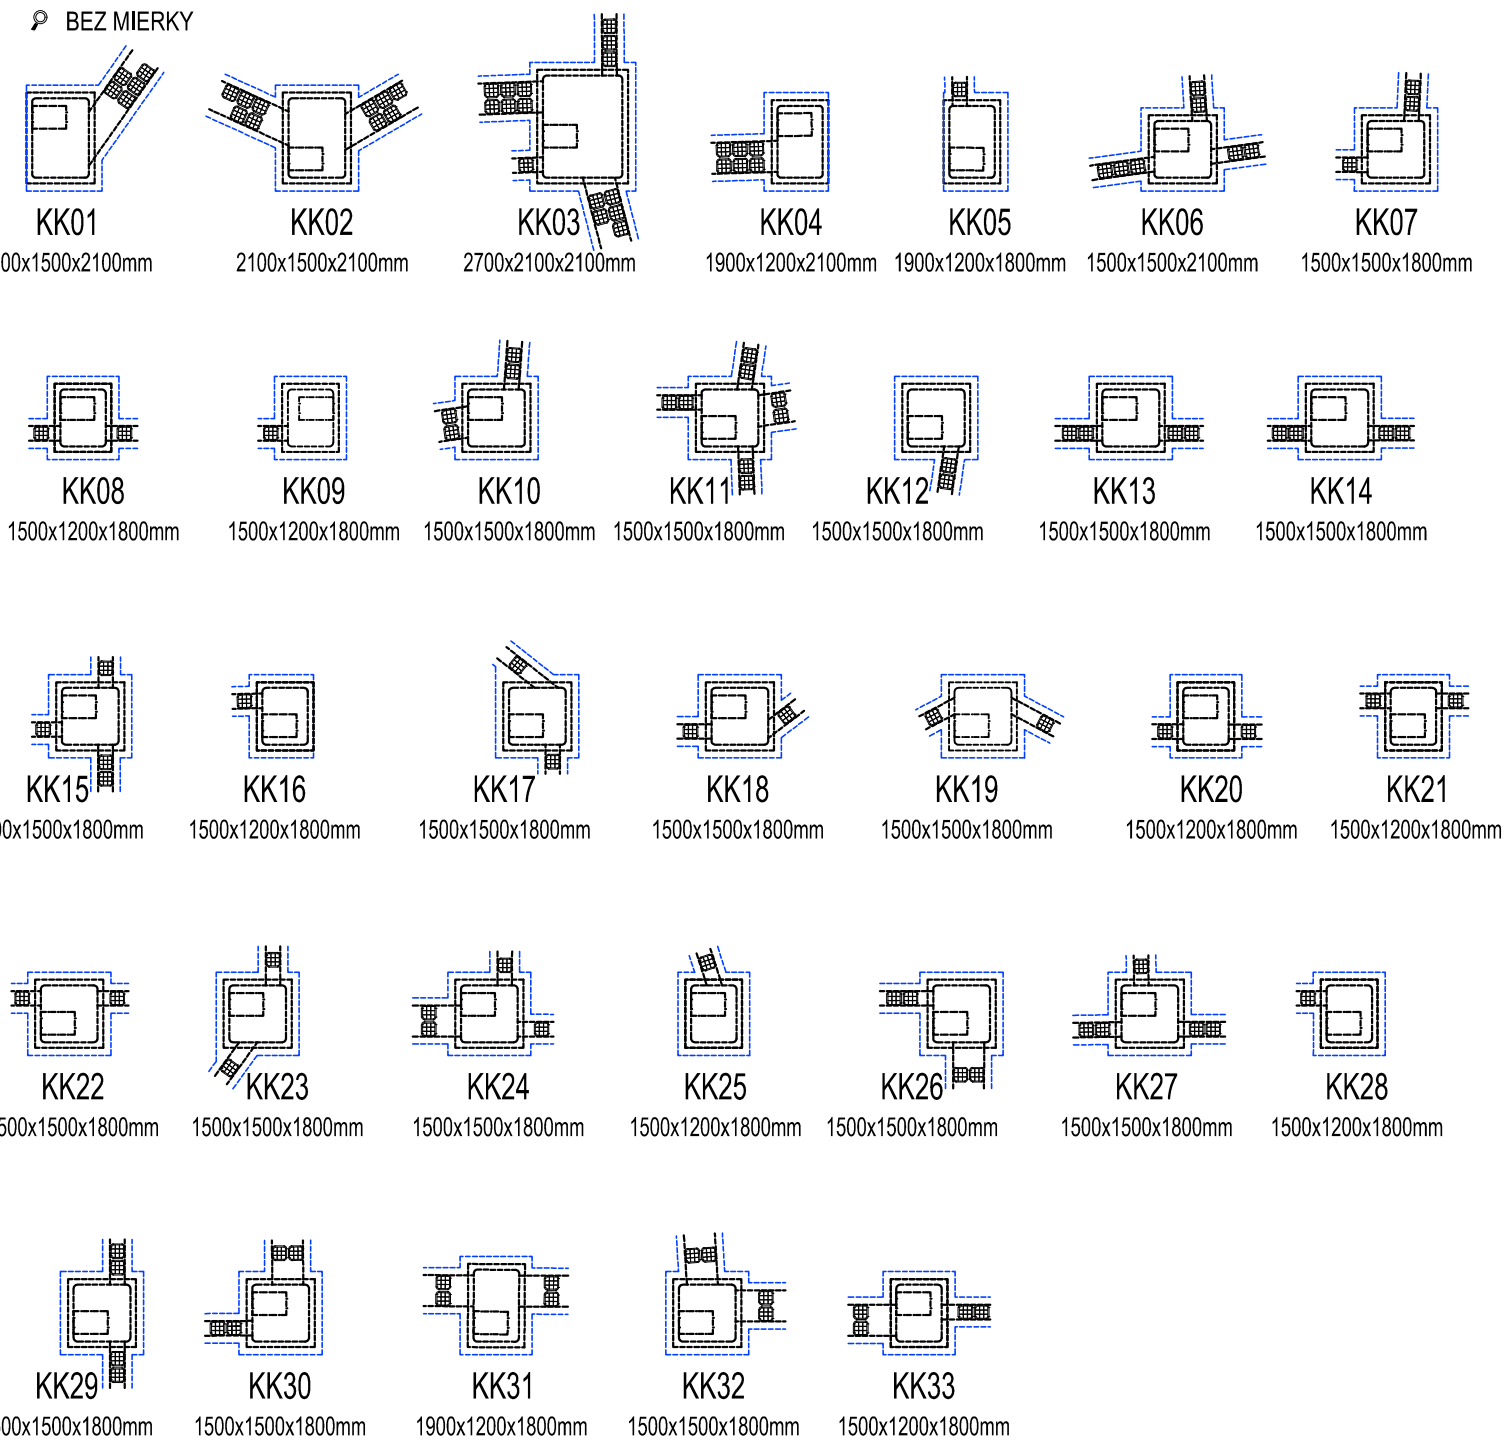 BEZ MIERKY
KK01 KK02 KK03 KK04 KK05 KK06 KK07
00x1500x2100mm 2100x1500x2100mm 2700x2100x2100mm 1900x1200x2100mm 1900x1200x1800mm 1500x1500x2100mm 1500x1500x1800mm
KK08 KK09 KK10 KK11 KK12 KK13 KK14
1500x1200x1800mm 1500x1200x1800mm 1500x1500x1800mm 1500x1500x1800mm 1500x1500x1800mm 1500x1500x1800mm 1500x1500x1800mm
KK15 KK16 KK17 KK18 KK19 KK20 KK21
00x1500x1800mm 1500x1200x1800mm 1500x1500x1800mm 1500x1500x1800mm 1500x1500x1800mm 1500x1200x1800mm 1500x1200x1800mm
KK22 KK23 KK24 KK25 KK26 KK27 KK28
500x1500x1800mm 1500x1500x1800mm 1500x1500x1800mm 1500x1200x1800mm 1500x1500x1800mm 1500x1500x1800mm 1500x1200x1800mm
KK29 KK30 KK31 KK32 KK33
500x1500x1800mm 1500x1500x1800mm 1900x1200x1800mm 1500x1500x1800mm 1500x1200x1800mm